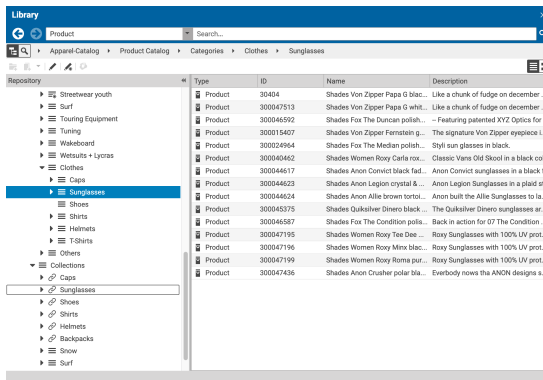 Library
Product
Search...
Apparel-Catalog Product Catalog Categories Clothes Sunglasses
Repository
Streetwear youth
Surf
Touring Equipment
Tuning
Wakeboard
Wetsuits + Lycras
Clothes
Caps
Sunglasses
Shoes
Shirts
Helmets
T-Shirts
Others
Collections
Caps
Sunglasses
Shoes
Shirts
Helmets
Backpacks
Snow
Surf
Type ID Name Description
Product 30404 Shades Von Zipper Papa G blac... Like a chunk of fudge on december
Product 300047513 Shades Von Zipper Papa G whit... Like a chunk of fudge on december
Product 300046592 Shades Fox The Duncan polish... – Featuring patented XYZ Optics for
Product 300015407 Shades Von Zipper Fernstein g... The signature Von Zipper eyepiece i.
Product 300024964 Shades Fox The Median polish... Styli sun glasses in black.
Product 300040462 Shades Women Roxy Carla rox... Classic Vans Old Skool in a black co
Product 300044617 Shades Anon Convict black fad... Anon Convict sunglasses in a black
Product 300044623 Shades Anon Legion crystal & ... Anon Legion Sunglasses in a plaid st
Product 300044624 Shades Anon Allie brown tortoi... Anon built the Allie Sunglasses to la.
Product 300045375 Shades Quiksilver Dinero black ... The Quiksilver Dinero sunglasses ar.
Product 300046587 Shades Fox The Condition polis... Back in action for 07 The Condition
Product 300047195 Shades Women Roxy Tee Dee ... Roxy Sunglasses with 100% UV prot.
Product 300047196 Shades Women Roxy Minx blac... Roxy Sunglasses with 100% UV prot.
Product 300047199 Shades Women Roxy Roma pur... Roxy Sunglasses with 100% UV prot.
Product 300047436 Shades Anon Crusher polar bla... Everbody nows tha ANON designs s.